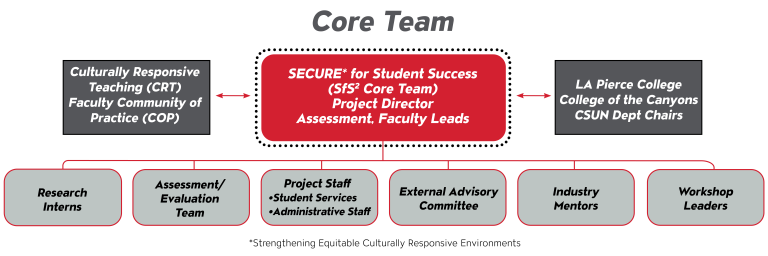 Core Team
Culturally Responsive
Teaching (CRT)
Faculty Community of
Practice (COP)
SECURE* for Student Success
(SfS² Core Team)
Project Director
Assessment, Faculty Leads
LA Pierce College
College of the Canyons
CSUN Dept Chairs
Research
Interns
Assessment/
Evaluation
Team
Project Staff
•Student Services
•Administrative Staff
External Advisory
Committee
Industry
Mentors
Workshop
Leaders
*Strengthening Equitable Culturally Responsive Environments